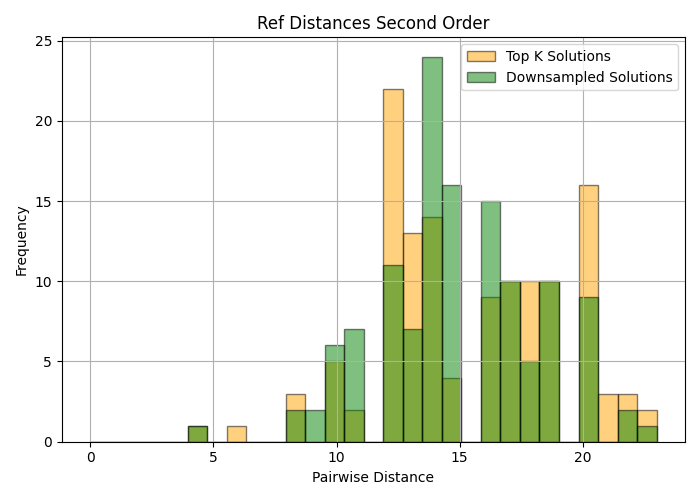 Ref Distances Second Order
Top K Solutions
Downsampled Solutions
Frequency
25
20
15
10
5
0
0 5 10 15 20
Pairwise Distance